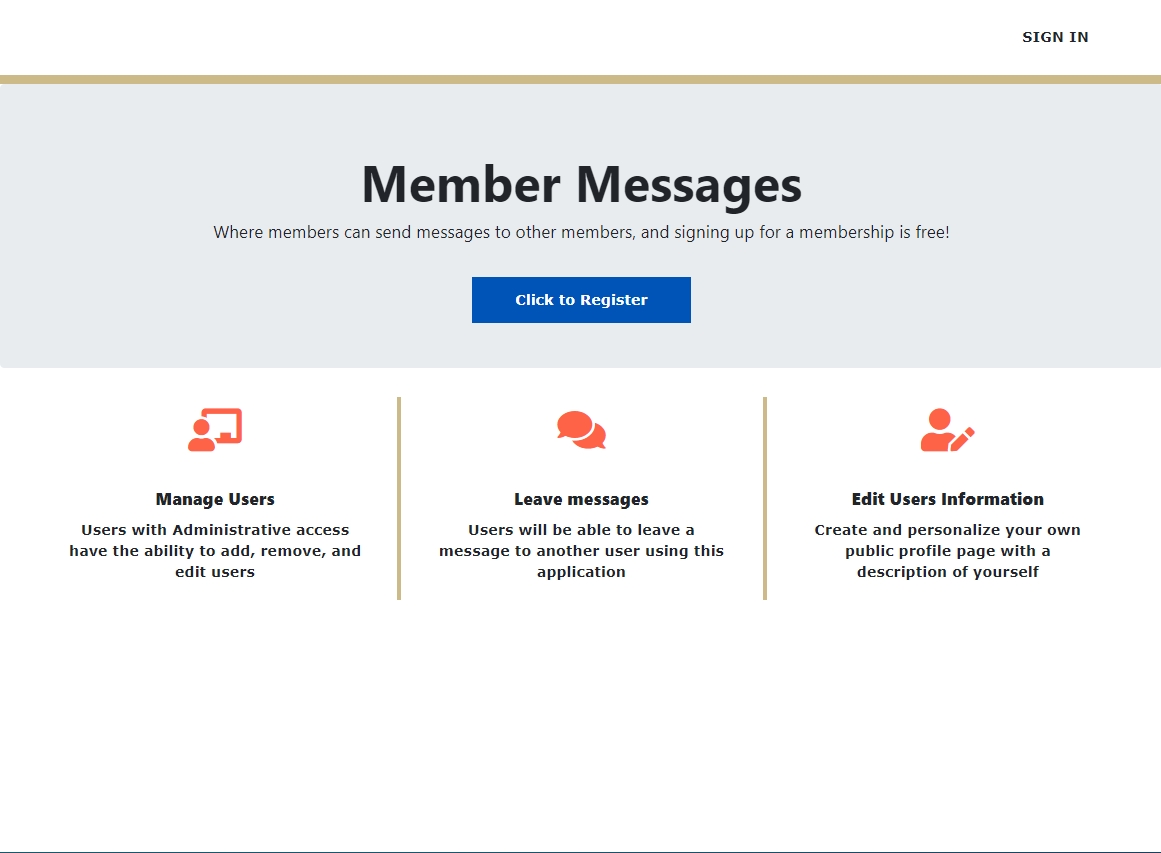 SIGN IN
Member Messages
Where members can send messages to other members, and signing up for a membership is free!
Click to Register
Manage Users
Users with Administrative access
have the ability to add, remove, and
edit users
Leave messages
Users will be able to leave a
message to another user using this
application
Edit Users Information
Create and personalize your own
public profile page with a
description of yourself